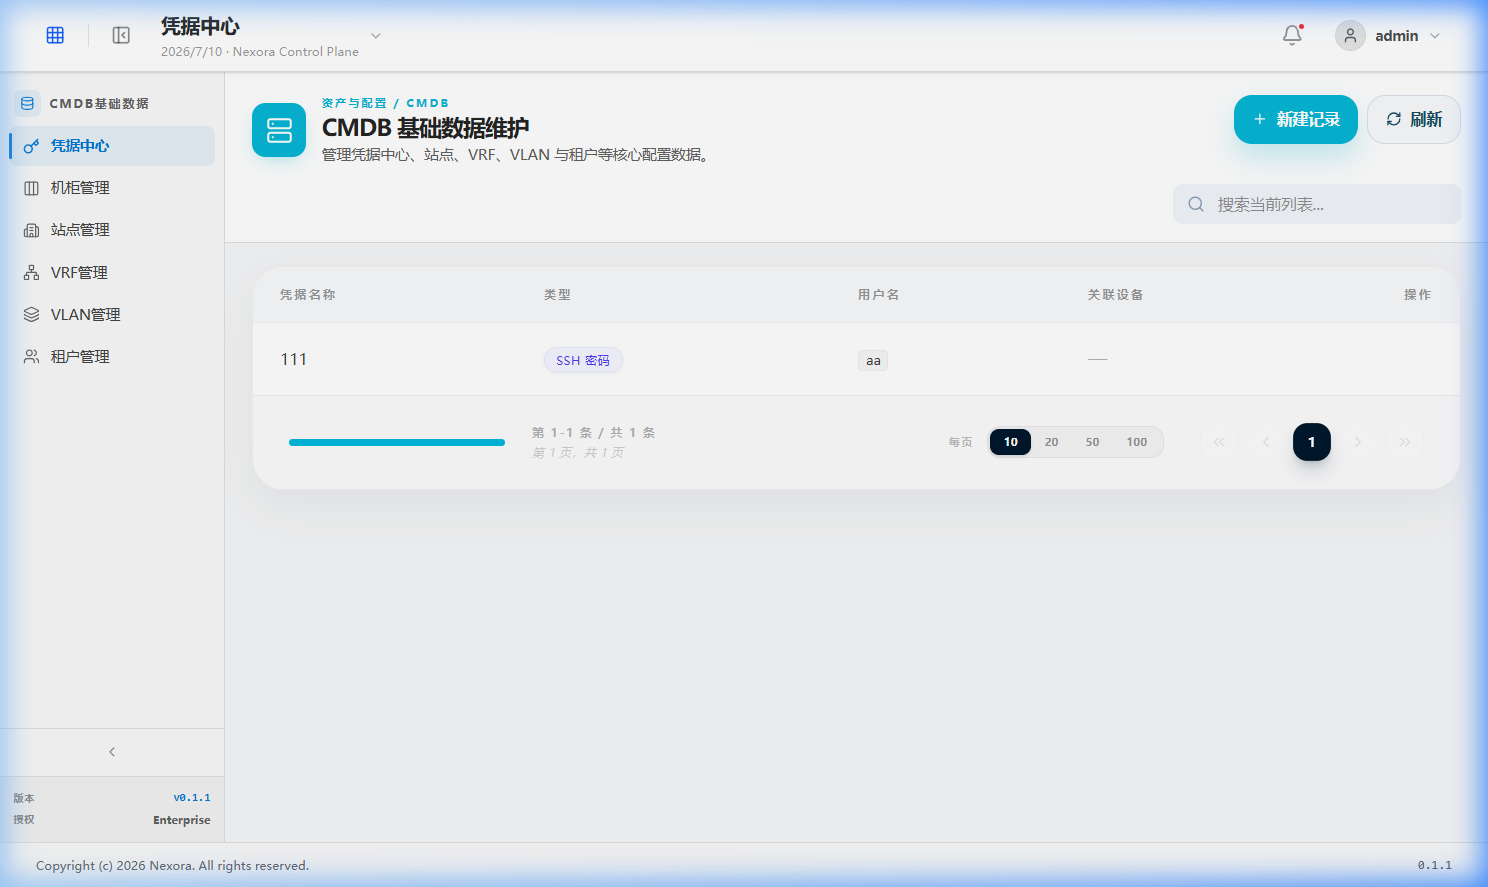 凭据中心
2026/7/10 · Nexora Control Plane
admin
CMDB基础数据
凭据中心
机柜管理
站点管理
VRF管理
VLAN管理
租户管理
版本 v0.1.1
授权 Enterprise
资产与配置 / CMDB
CMDB 基础数据维护
管理凭据中心、站点、VRF、VLAN 与租户等核心配置数据。
+ 新建记录 刷新
搜索当前列表...
凭据名称 类型 用户名 关联设备 操作
111 SSH 密码 aa —
第 1-1 条 / 共 1 条
第 1 页，共 1 页
每页 10 20 50 100 « ‹ 1 › »
Copyright (c) 2026 Nexora. All rights reserved. 0.1.1